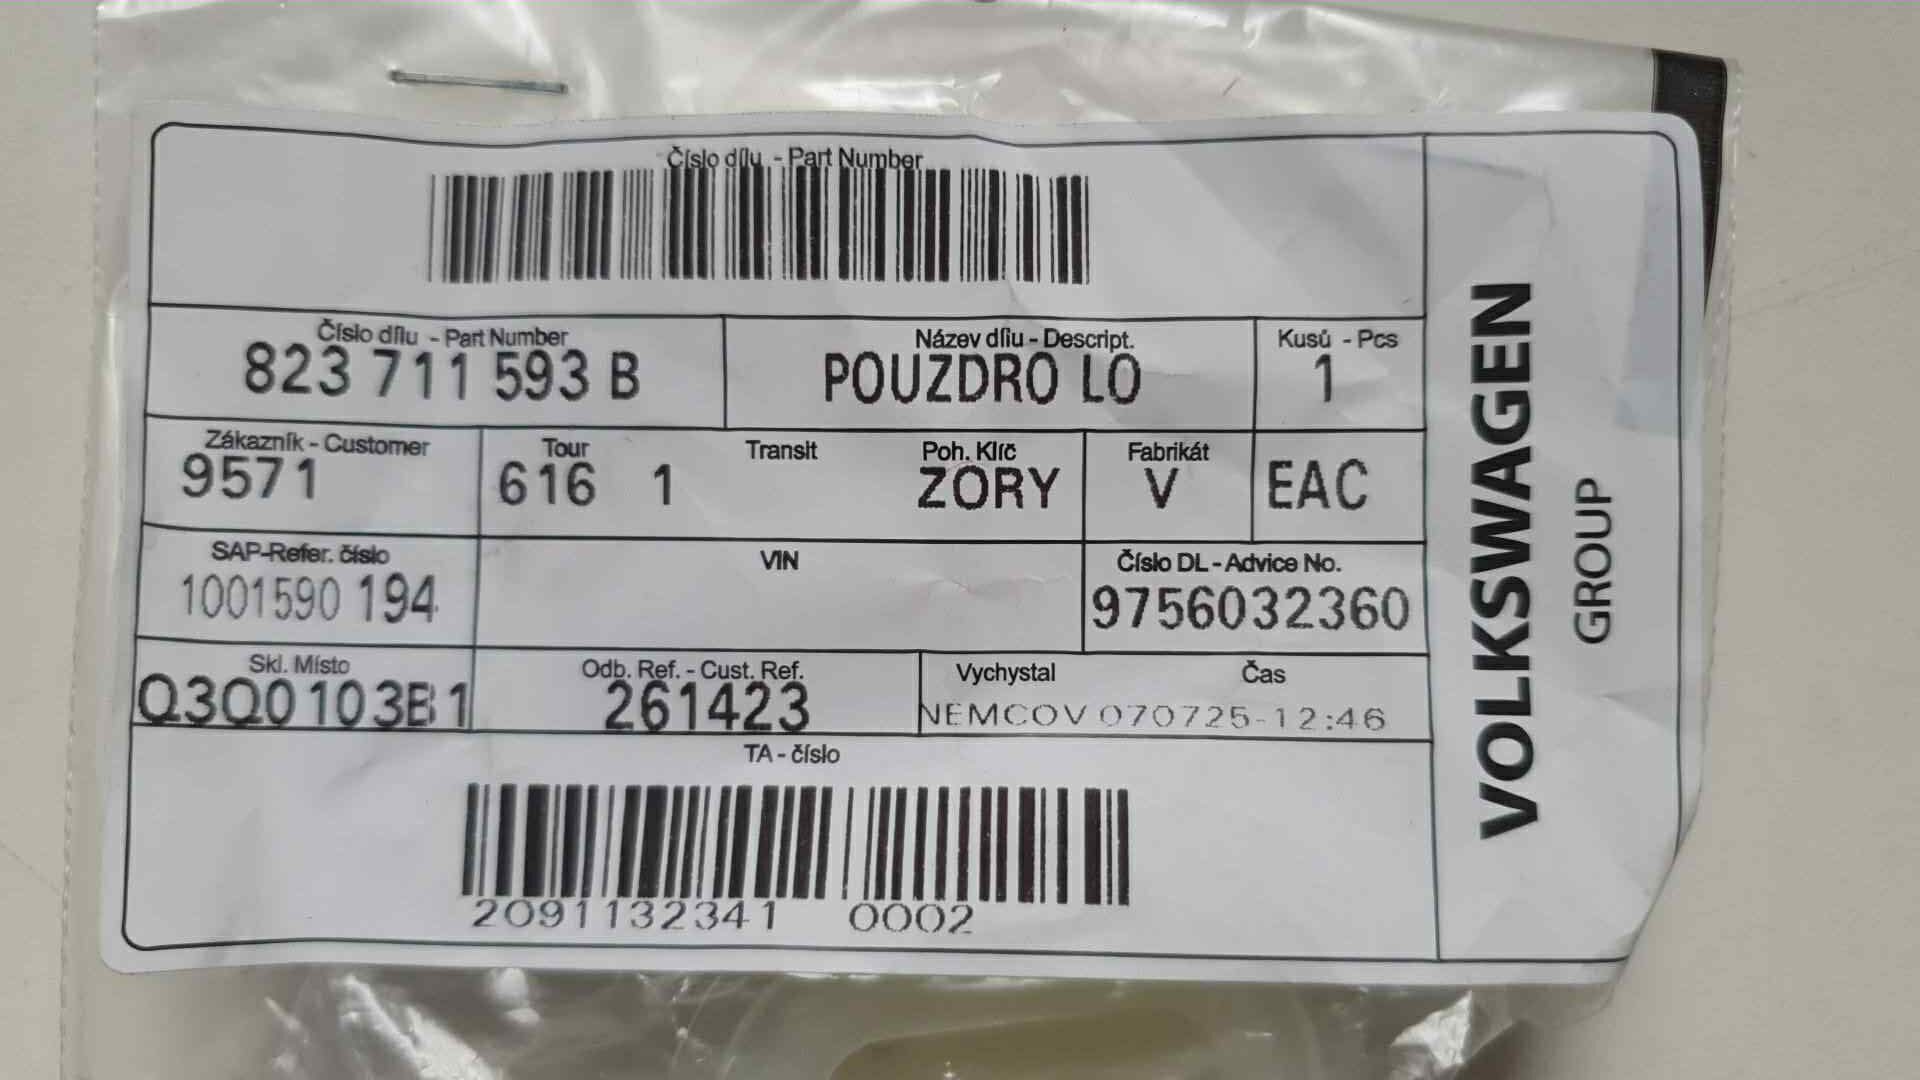 Číslo dílu - Part Number
Číslo dílu - Part Number
823 711 593 B
Název dílu - Descript.
POUZDRO LO
Kusů - Pcs
1
Zákazník - Customer
9571
Tour
616 1
Transit
Poh. Klíč
ZORY
Fabrikát
V
EAC
SAP-Refer. číslo
1001590 194
VIN
Číslo DL - Advice No.
9756032360
Skl. Místo
Q3Q0103B1
Odb. Ref. - Cust. Ref.
261423
Vychystal
Čas
NEMCOV 070725-12:46
TA - číslo
2091132341 0002
VOLKSWAGEN
GROUP